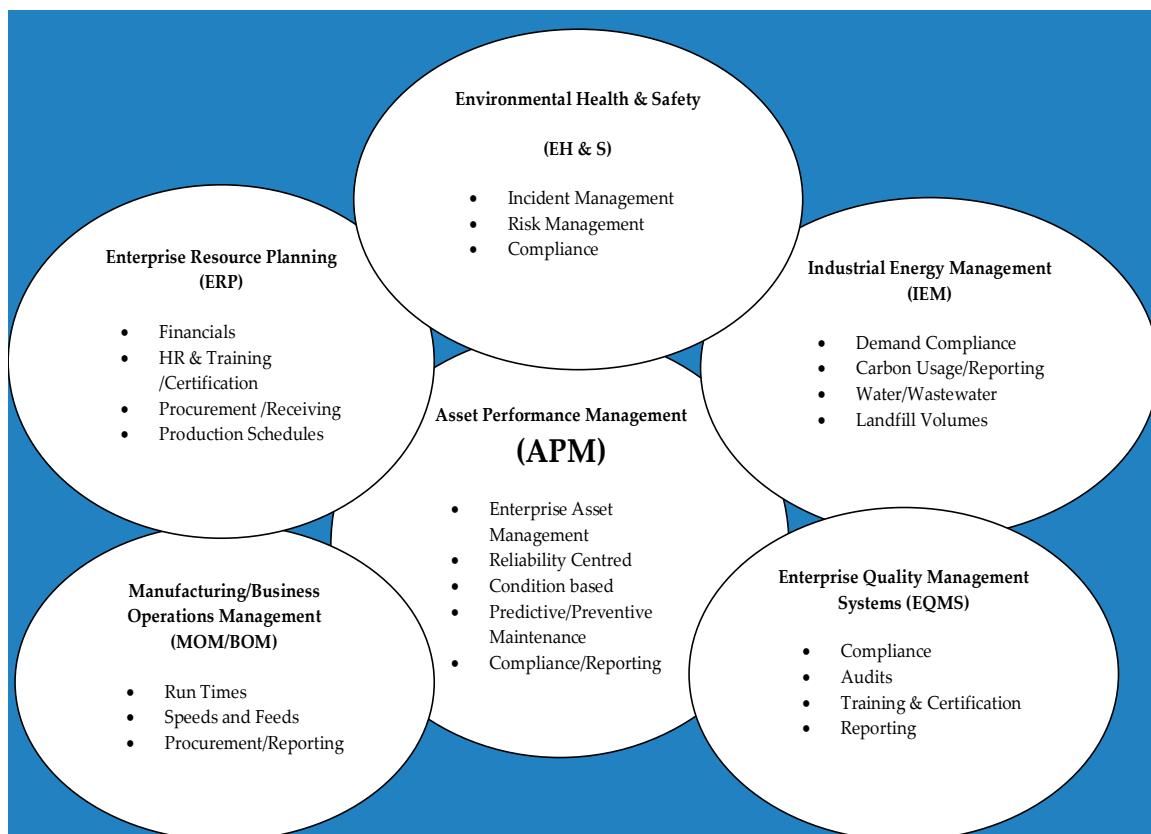 Environmental Health & Safety
(EH & S)
• Incident Management
• Risk Management
• Compliance
Enterprise Resource Planning
(ERP)
• Financials
• HR & Training
/Certification
• Procurement /Receiving
• Production Schedules
Industrial Energy Management
(IEM)
• Demand Compliance
• Carbon Usage/Reporting
• Water/Wastewater
• Landfill Volumes
Asset Performance Management
(APM)
• Enterprise Asset
Management
• Reliability Centred
• Condition based
• Predictive/Preventive
Maintenance
• Compliance/Reporting
Manufacturing/Business
Operations Management
(MOM/BOM)
• Run Times
• Speeds and Feeds
• Procurement/Reporting
Enterprise Quality Management
Systems (EQMS)
• Compliance
• Audits
• Training & Certification
• Reporting